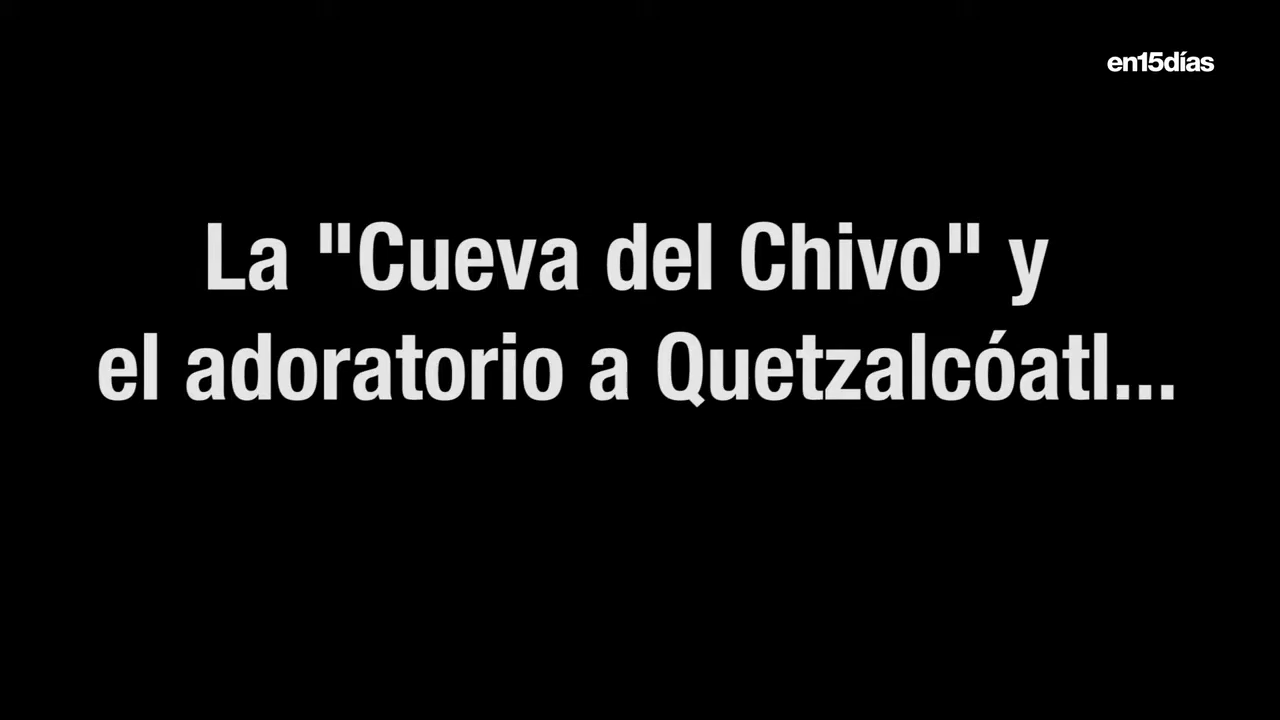 en15días
La "Cueva del Chivo" y
el adoratorio a Quetzalcóatl...